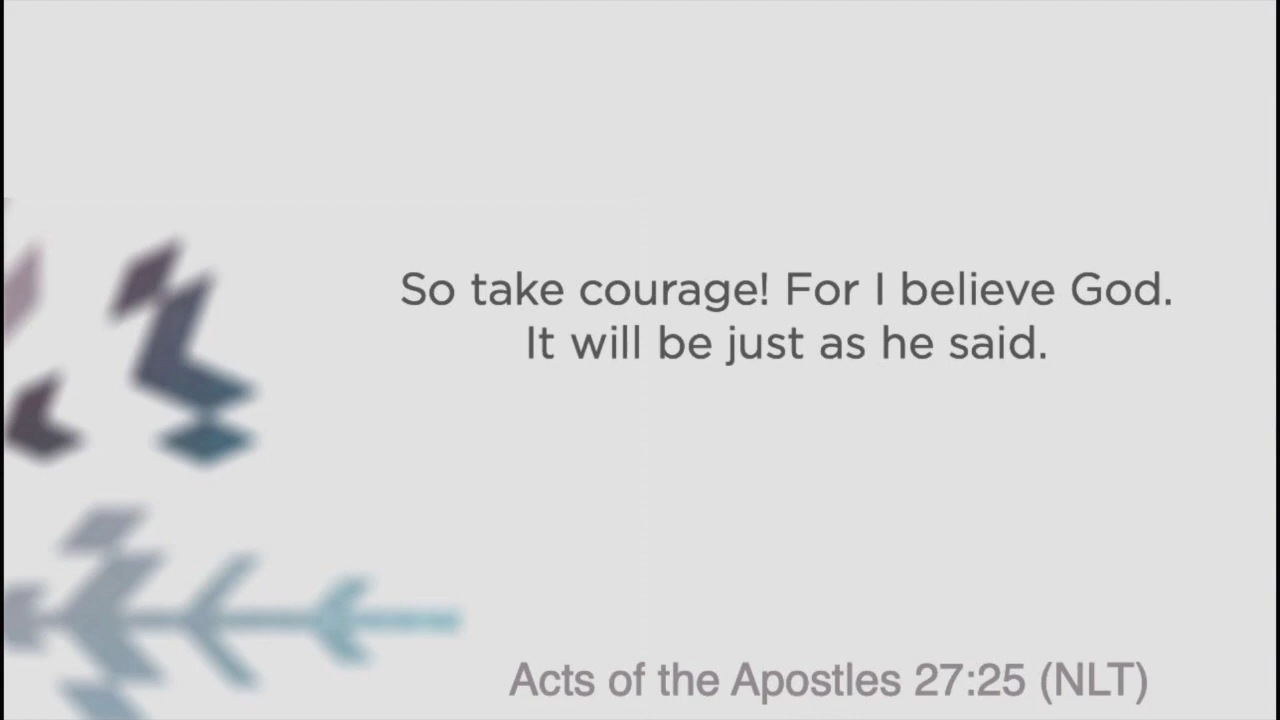 So take courage! For I believe God.
It will be just as he said.
Acts of the Apostles 27:25 (NLT)